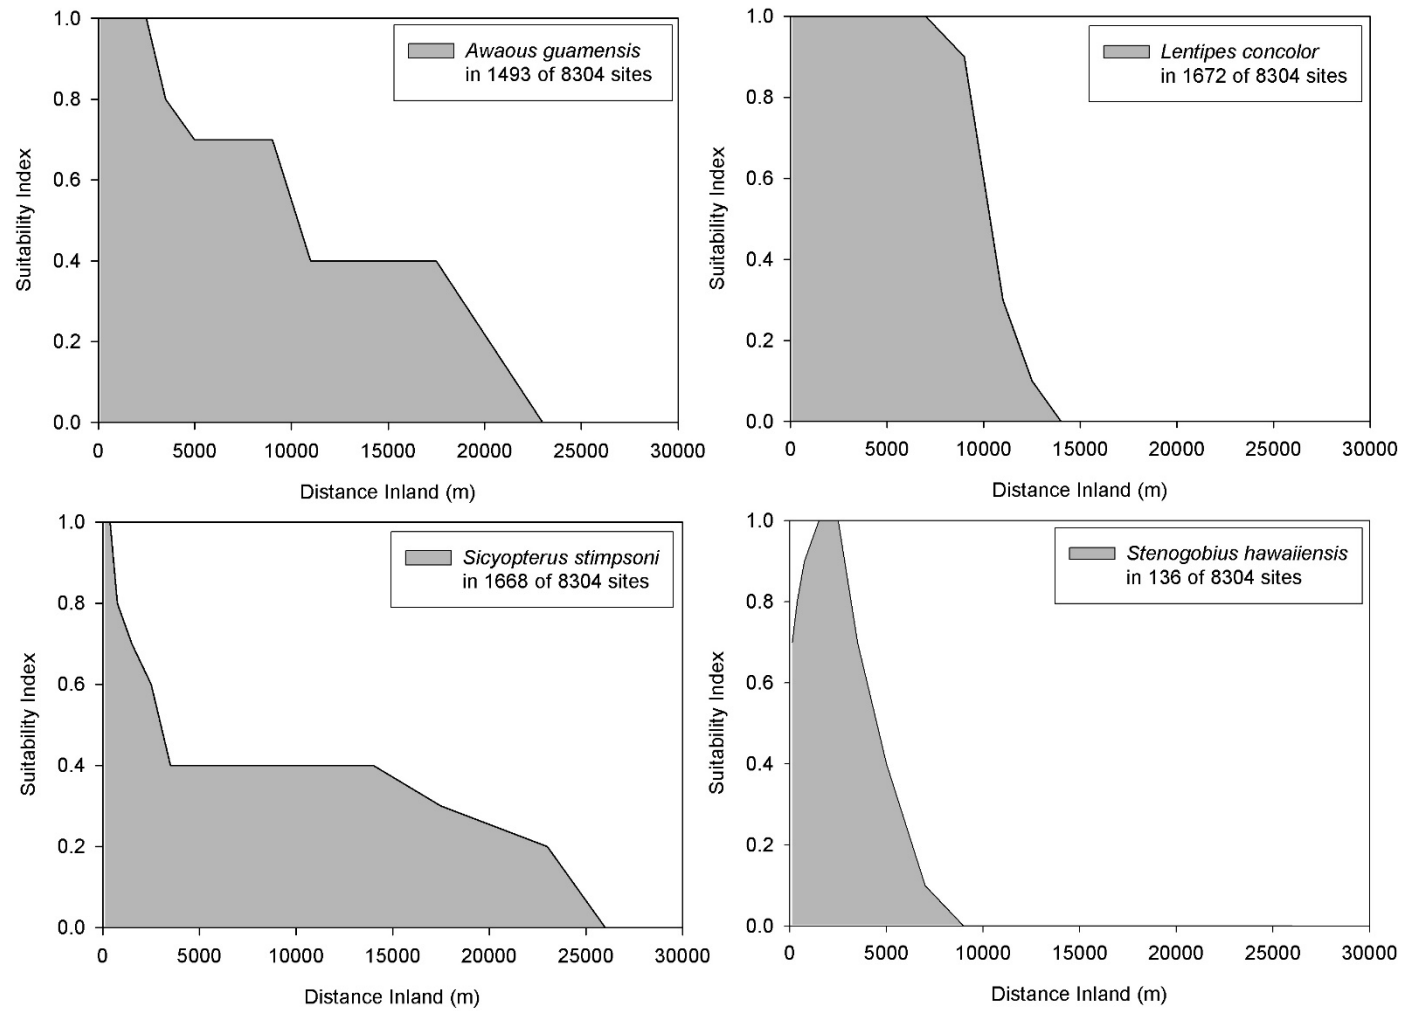 1.0
0.8
0.6
0.4
0.2
0.0
Suitability Index
Awaous guamensis
in 1493 of 8304 sites
0 5000 10000 15000 20000 25000 30000
Distance Inland (m)
1.0
0.8
0.6
0.4
0.2
0.0
Suitability Index
Lentipes concolor
in 1672 of 8304 sites
0 5000 10000 15000 20000 25000 30000
Distance Inland (m)
1.0
0.8
0.6
0.4
0.2
0.0
Suitability Index
Sicyopterus stimpsoni
in 1668 of 8304 sites
0 5000 10000 15000 20000 25000 30000
Distance Inland (m)
1.0
0.8
0.6
0.4
0.2
0.0
Suitability Index
Stenogobius hawaiiensis
in 136 of 8304 sites
0 5000 10000 15000 20000 25000 30000
Distance Inland (m)